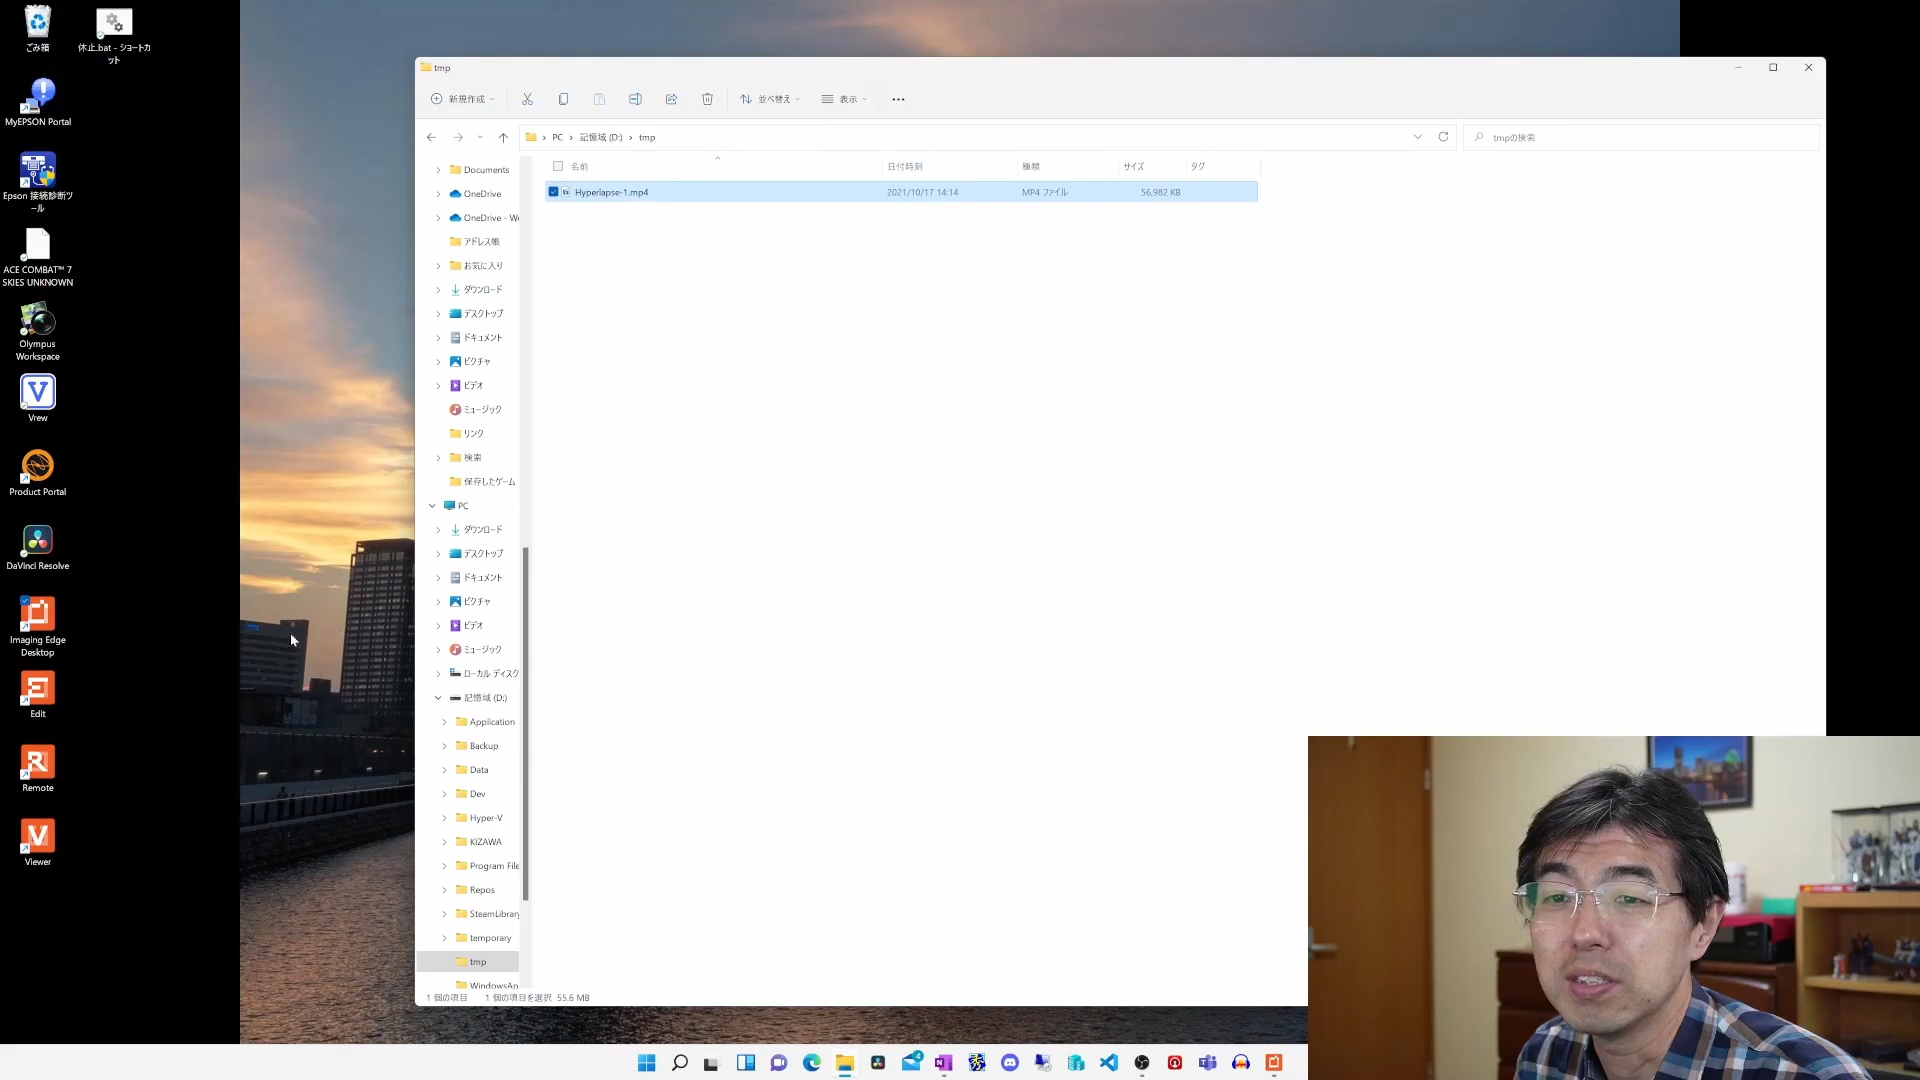 ごみ箱
休止.bat - ショートカ
ット
MyEPSON Portal
Epson 接続診断ツ
ール
ACE COMBAT™ 7
SKIES UNKNOWN
Olympus
Workspace
Vrew
Product Portal
DaVinci Resolve
Imaging Edge
Desktop
Edit
Remote
Viewer
tmp
新規作成
並べ替え
表示
PC
記憶域 (D:)
tmp
tmpの検索
名前
日付時刻
種類
サイズ
タグ
Hyperlapse-1.mp4
2021/10/17 14:14
MP4 ファイル
56,982 KB
Documents
OneDrive
OneDrive - We
アドレス帳
お気に入り
ダウンロード
デスクトップ
ドキュメント
ピクチャ
ビデオ
ミュージック
リンク
検索
保存したゲーム
PC
ダウンロード
デスクトップ
ドキュメント
ピクチャ
ビデオ
ミュージック
ローカル ディスク
記憶域 (D:)
Application
Backup
Data
Dev
Hyper-V
KIZAWA
Program File
Repos
SteamLibrary
temporary
tmp
WindowsAp
1 個の項目
1 個の項目を選択 55.6 MB